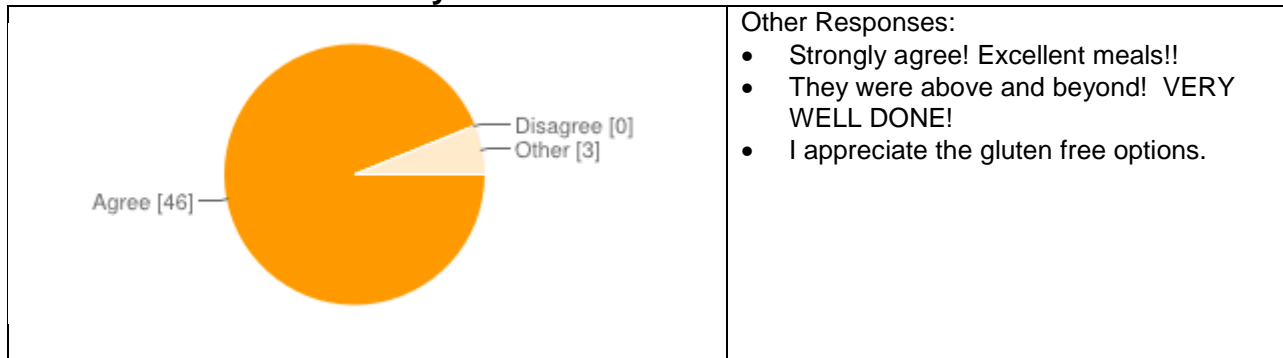 Disagree [0]
Other [3]
Agree [46]
Other Responses:
• Strongly agree! Excellent meals!!
• They were above and beyond! VERY
WELL DONE!
• I appreciate the gluten free options.